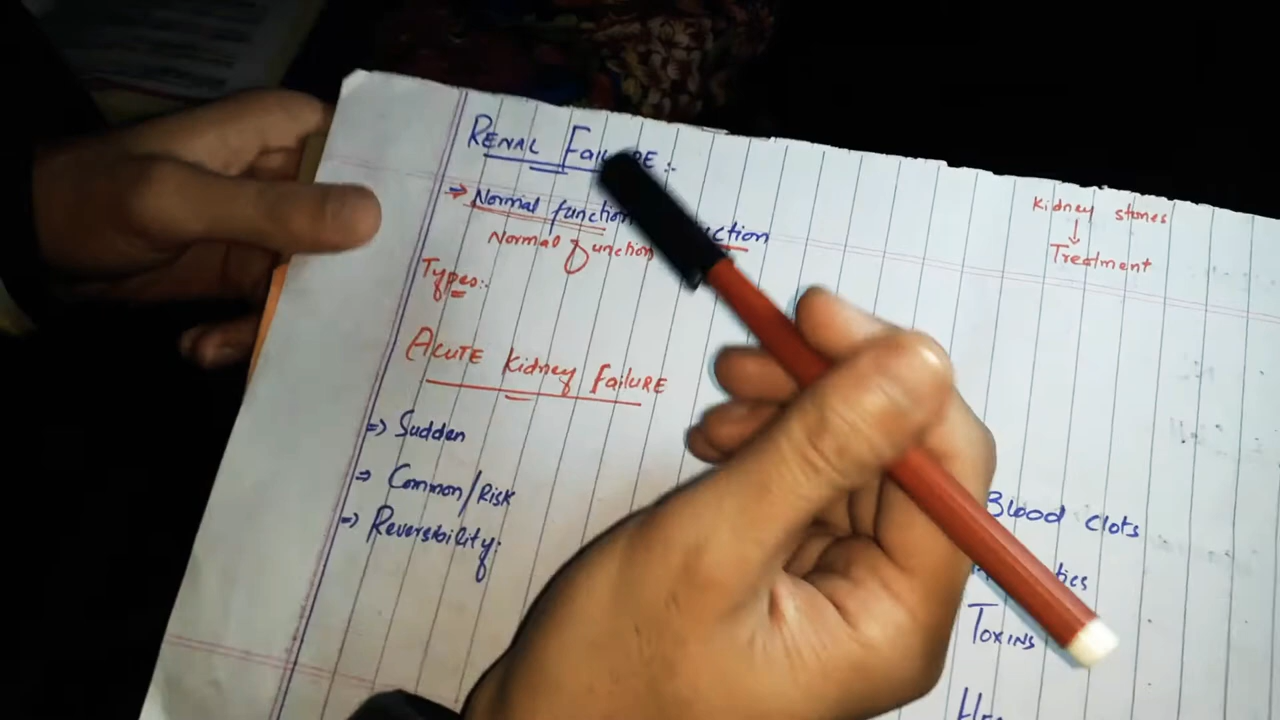 RENAL FAILURE:-
⇒ Normal function
Normal function
Types:-
ACUTE Kidney FAILURE
⇒ Sudden
⇒ Common/Risk
⇒ Reversibility:
Kidney stones
↓
Treatment
Blood clots
Toxins